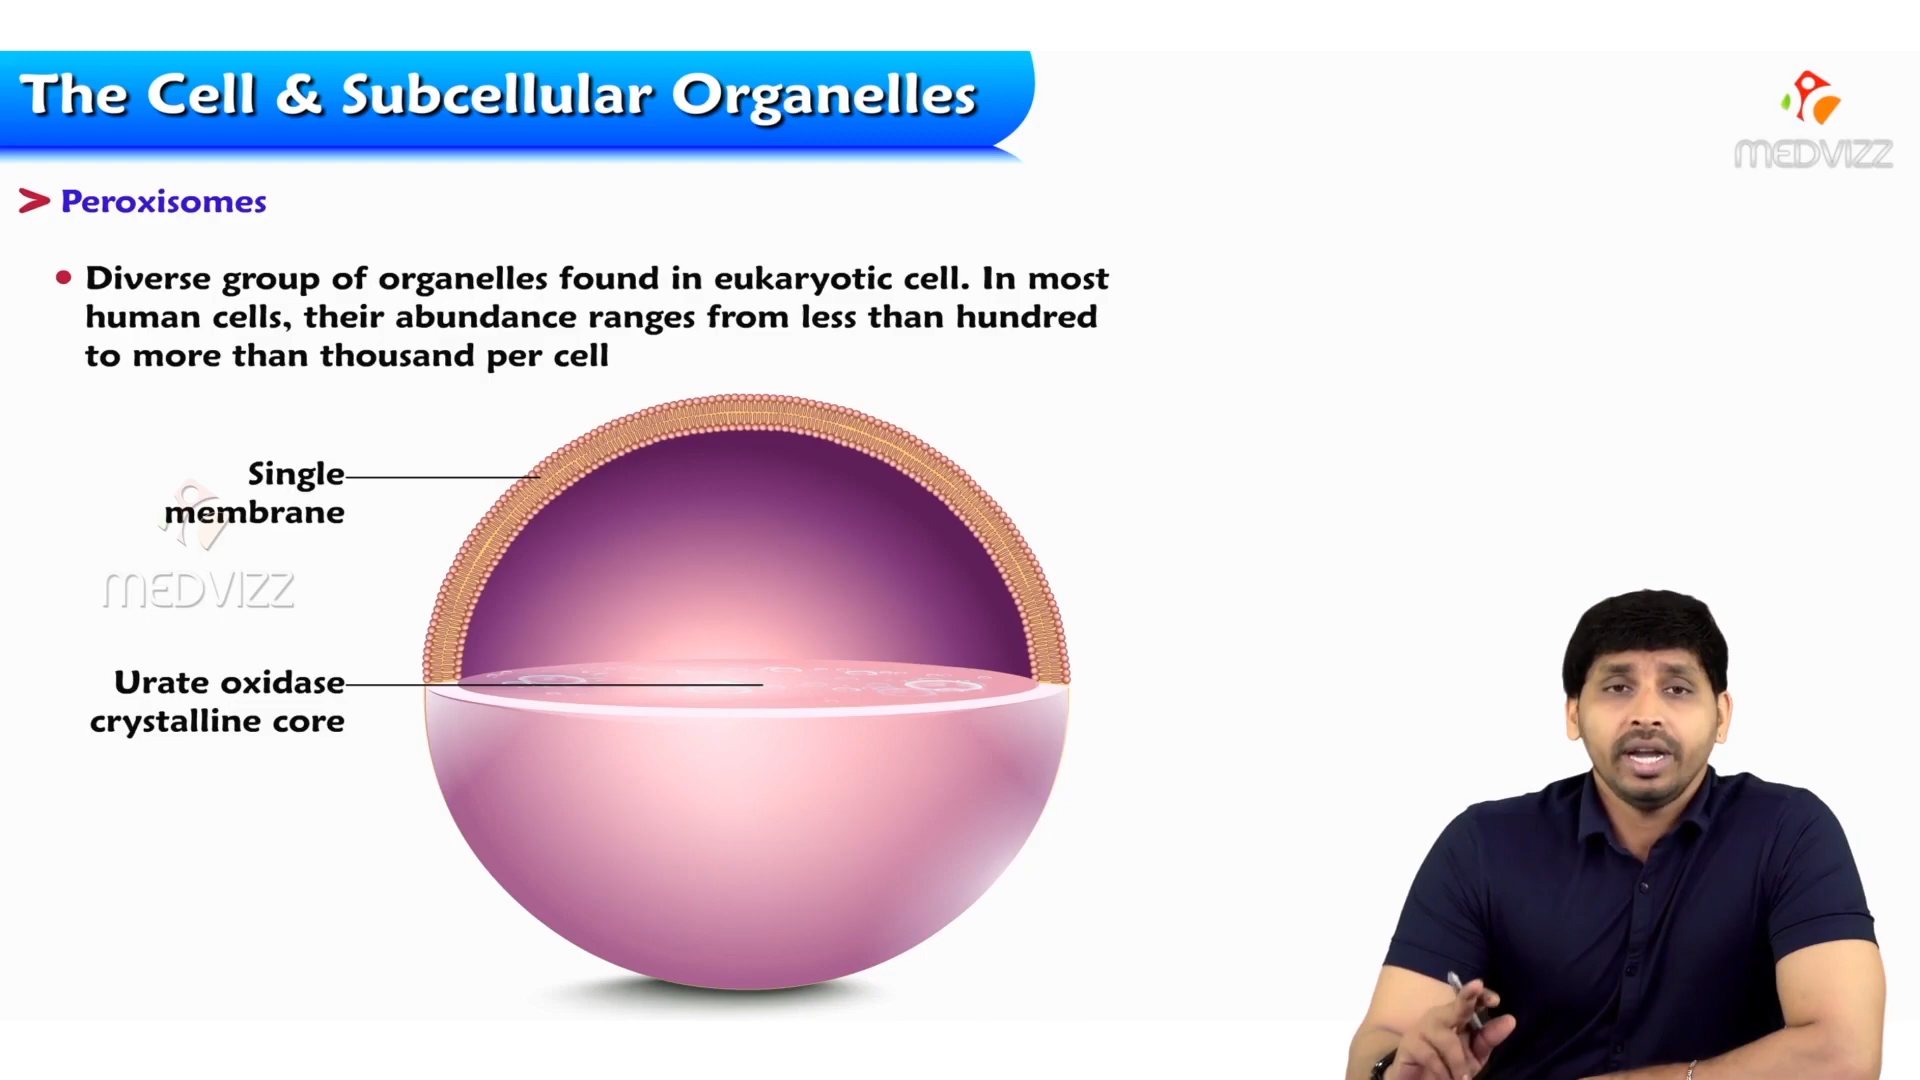 The Cell & Subcellular Organelles
MEDVIZZ
> Peroxisomes
• Diverse group of organelles found in eukaryotic cell. In most
human cells, their abundance ranges from less than hundred
to more than thousand per cell
Single
membrane
MEDVIZZ
Urate oxidase
crystalline core